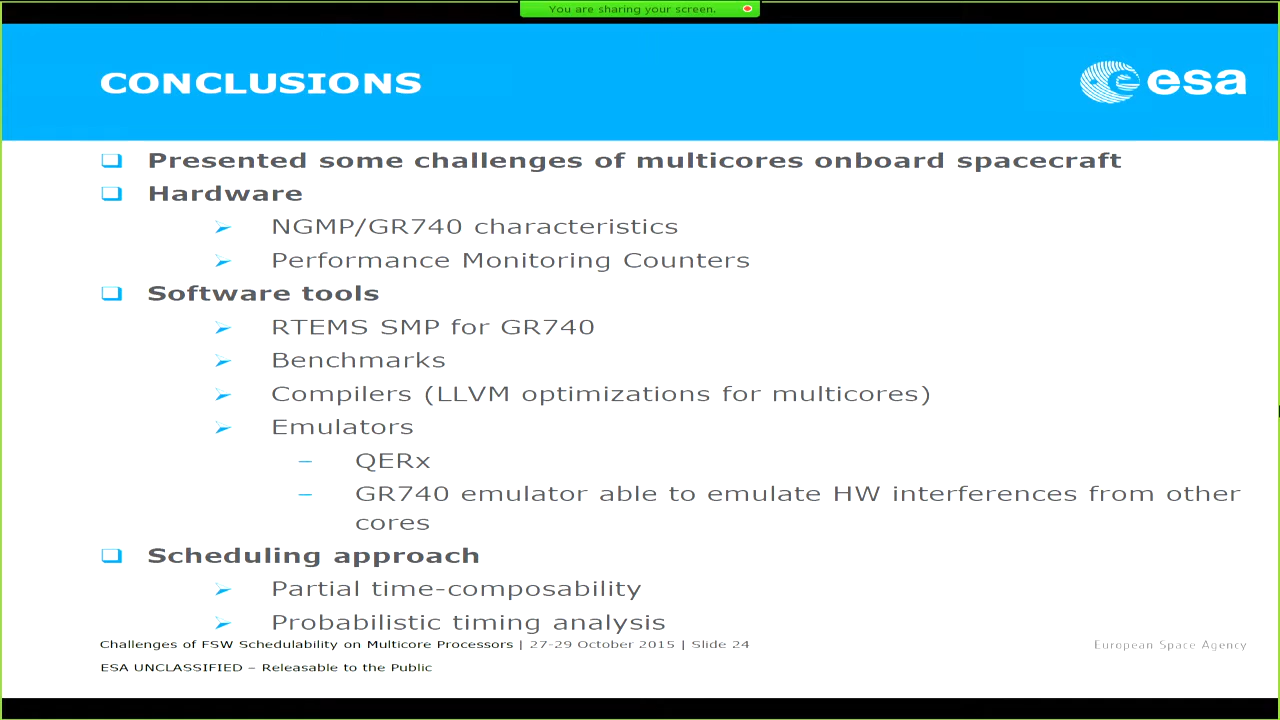 You are sharing your screen.
CONCLUSIONS
esa
Presented some challenges of multicores onboard spacecraft
Hardware
NGMP/GR740 characteristics
Performance Monitoring Counters
Software tools
RTEMS SMP for GR740
Benchmarks
Compilers (LLVM optimizations for multicores)
Emulators
– QERx
– GR740 emulator able to emulate HW interferences from other
cores
Scheduling approach
Partial time-composability
Probabilistic timing analysis
Challenges of FSW Schedulability on Multicore Processors | 27-29 October 2015 | Slide 24
European Space Agency
ESA UNCLASSIFIED – Releasable to the Public